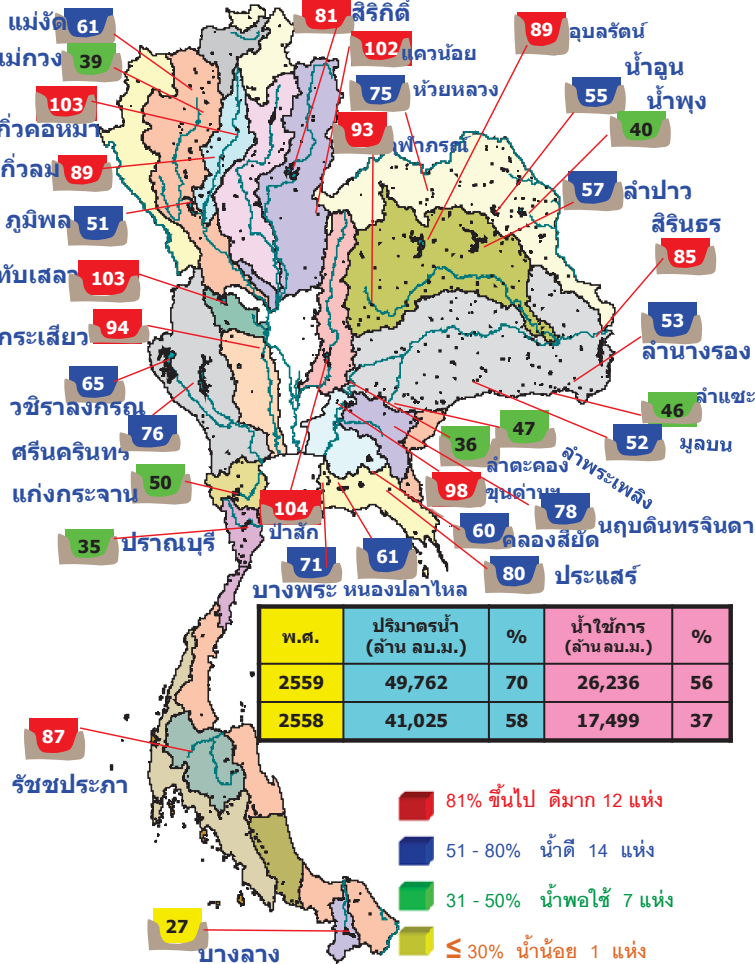 แม่งัด 61
แม่กวง 39
103
กิ่วคอหมา
กิ่วลม 89
ภูมิพล 51
ทับเสลา 103
กระเสียว 94
65
วชิราลงกรณ
76
ศรีนครินทร์
แก่งกระจาน 50
35 ปราณบุรี
81 สิริกิติ์
102 แควน้อย
75 ห้วยหลวง
93 จุฬาภรณ์
89 อุบลรัตน์
น้ำอูน
55 น้ำพุง
40
57 ลำปาว
สิรินธร
85
53
ลำนางรอง
46 ลำแชะ
52 มูลบน
47
ลำพระเพลิง
36
ลำตะคอง
98 ขุนด่านฯ
78 นฤบดินทรจินดา
60 คลองสียัด
80 ประแสร์
104
ป่าสัก
71 61
บางพระ หนองปลาไหล
พ.ศ. ปริมาตรน้ำ (ล้าน ลบ.ม.) % น้ำใช้การ (ล้าน ลบ.ม.) %
2559 49,762 70 26,236 56
2558 41,025 58 17,499 37
87
รัชชประภา
81% ขึ้นไป ดีมาก 12 แห่ง
51 - 80% น้ำดี 14 แห่ง
31 - 50% น้ำพอใช้ 7 แห่ง
≤ 30% น้ำน้อย 1 แห่ง
27
บางลาง